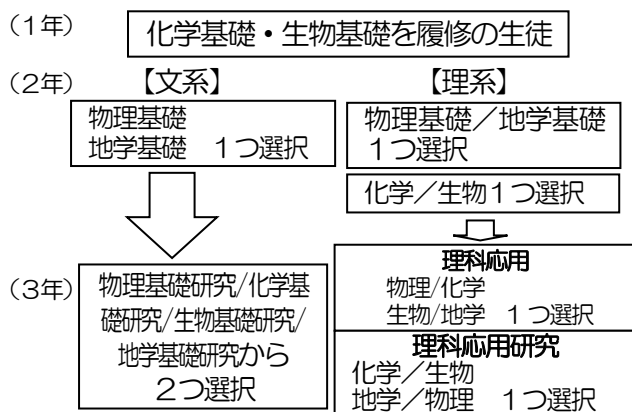 (1年)
化学基礎・生物基礎を履修の生徒
(2年)
【文系】
【理系】
物理基礎
地学基礎 1つ選択
物理基礎/地学基礎
1つ選択
化学/生物1つ選択
(3年)
物理基礎研究/化学基
礎研究/生物基礎研究/
地学基礎研究から
2つ選択
理科応用
物理/化学
生物/地学 1つ選択
理科応用研究
化学/生物
地学/物理 1つ選択